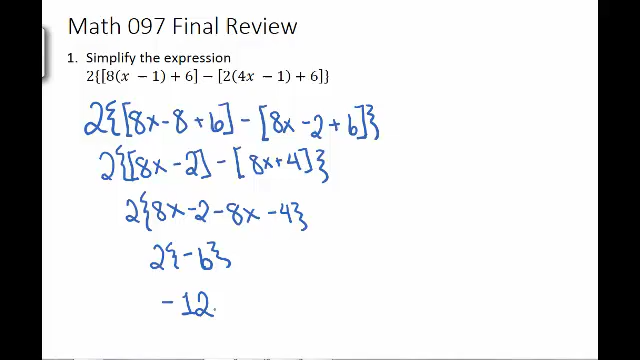 Math 097 Final Review
1. Simplify the expression
2{[8(x − 1) + 6] − [2(4x − 1) + 6]}
2{[8x-8+6] - [8x-2+6]}
2{[8x-2] - [8x+4]}
2{8x-2-8x-4}
2{-6}
-12